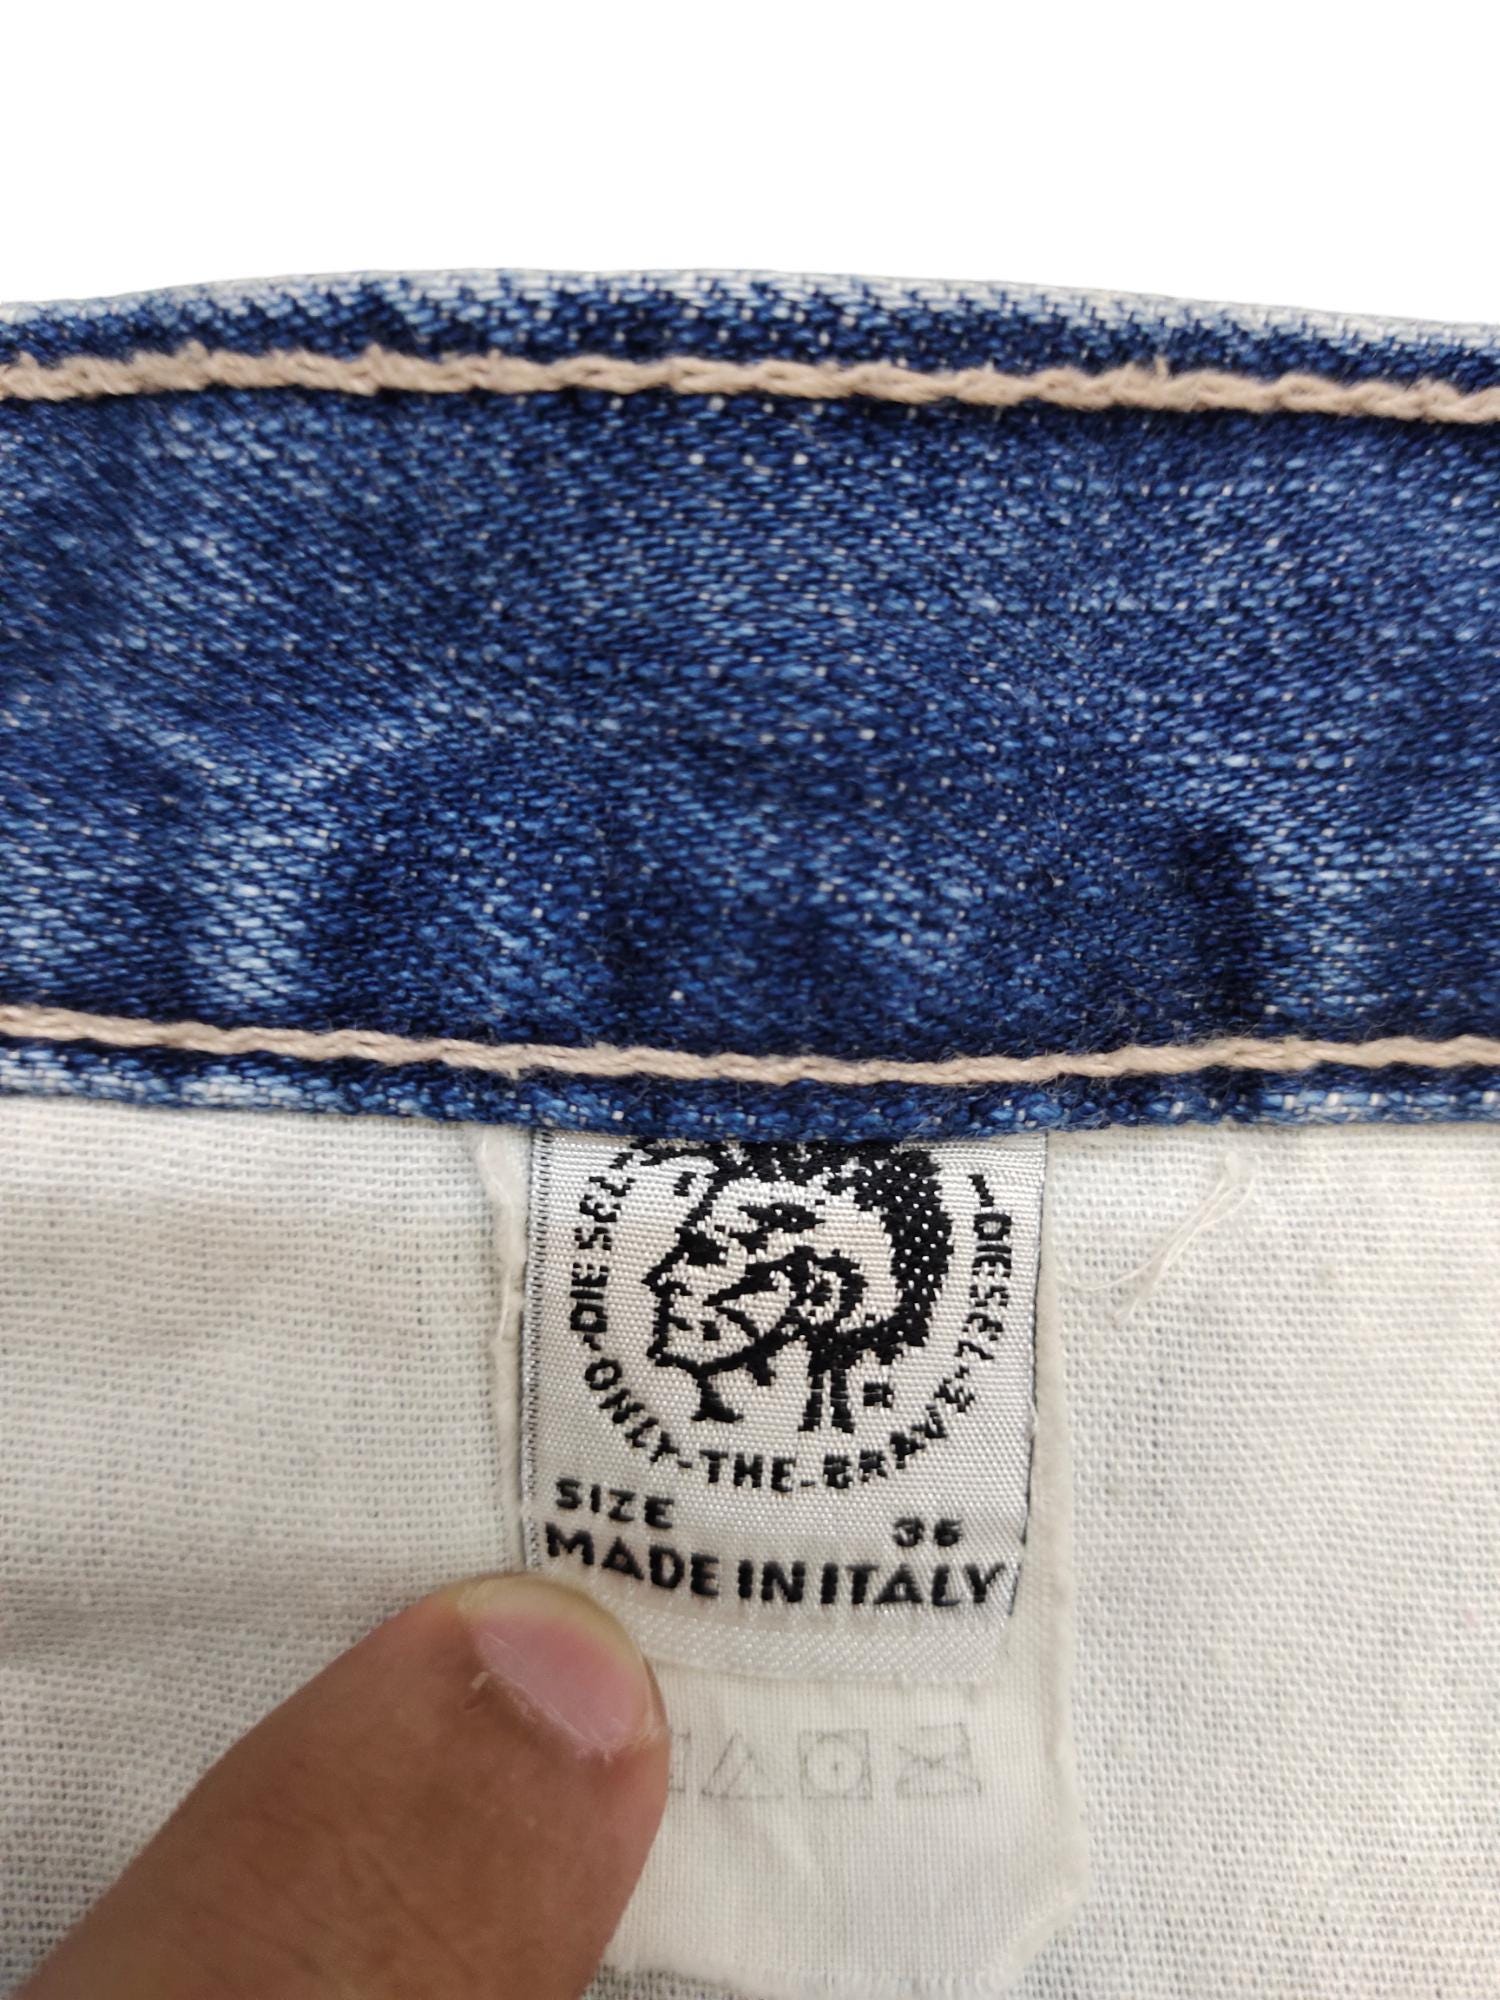 DIESEL-ONLY-THE-BRAVE-DIESEL-
SIZE 36
MADE IN ITALY